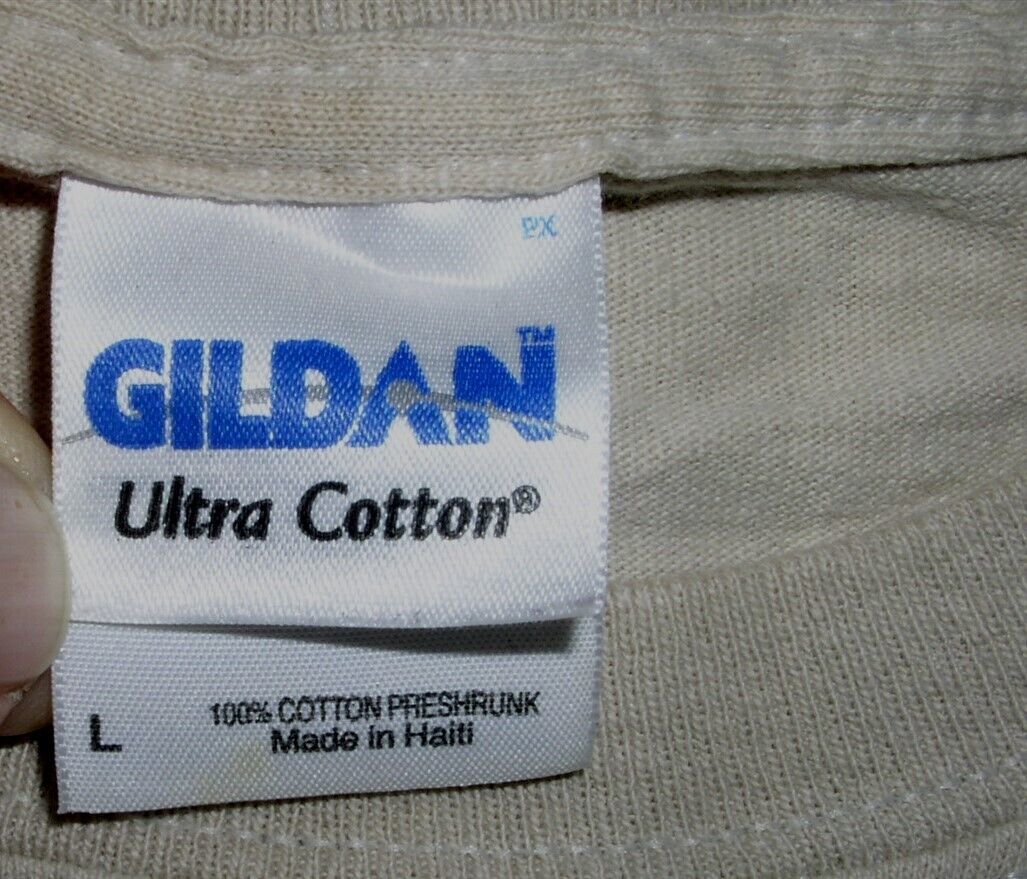 PX
GILDAN™
Ultra Cotton®
100% COTTON PRESHRUNK
L
Made in Haiti